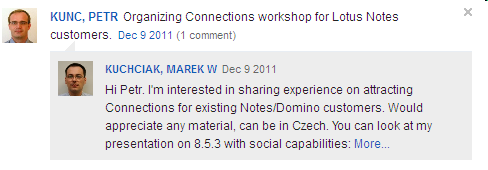 KUNC, PETR Organizing Connections workshop for Lotus Notes
customers. Dec 9 2011 (1 comment)
KUCHCIAK, MAREK W Dec 9 2011
Hi Petr. I'm interested in sharing experience on attracting
Connections for existing Notes/Domino customers. Would
appreciate any material, can be in Czech. You can look at my
presentation on 8.5.3 with social capabilities: More...